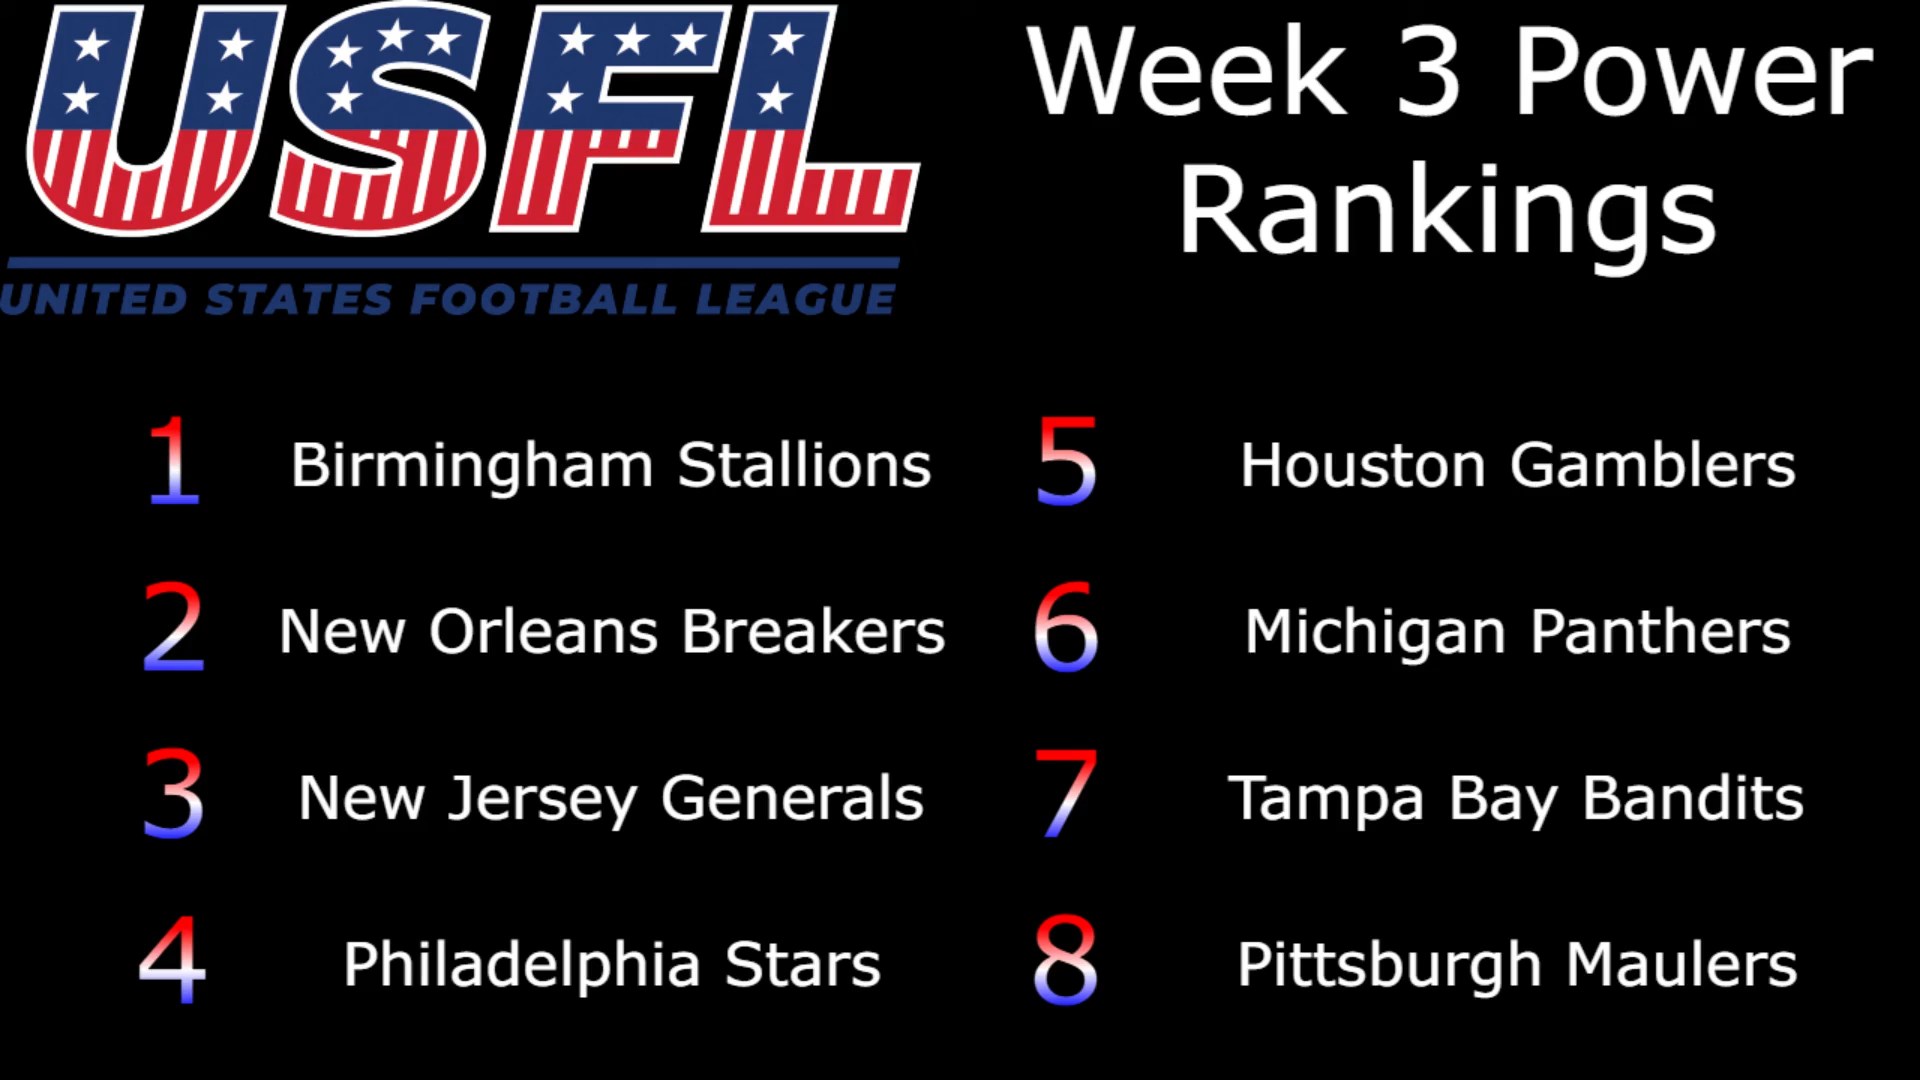 USFL
UNITED STATES FOOTBALL LEAGUE
Week 3 Power
Rankings
1 Birmingham Stallions
2 New Orleans Breakers
3 New Jersey Generals
4 Philadelphia Stars
5 Houston Gamblers
6 Michigan Panthers
7 Tampa Bay Bandits
8 Pittsburgh Maulers